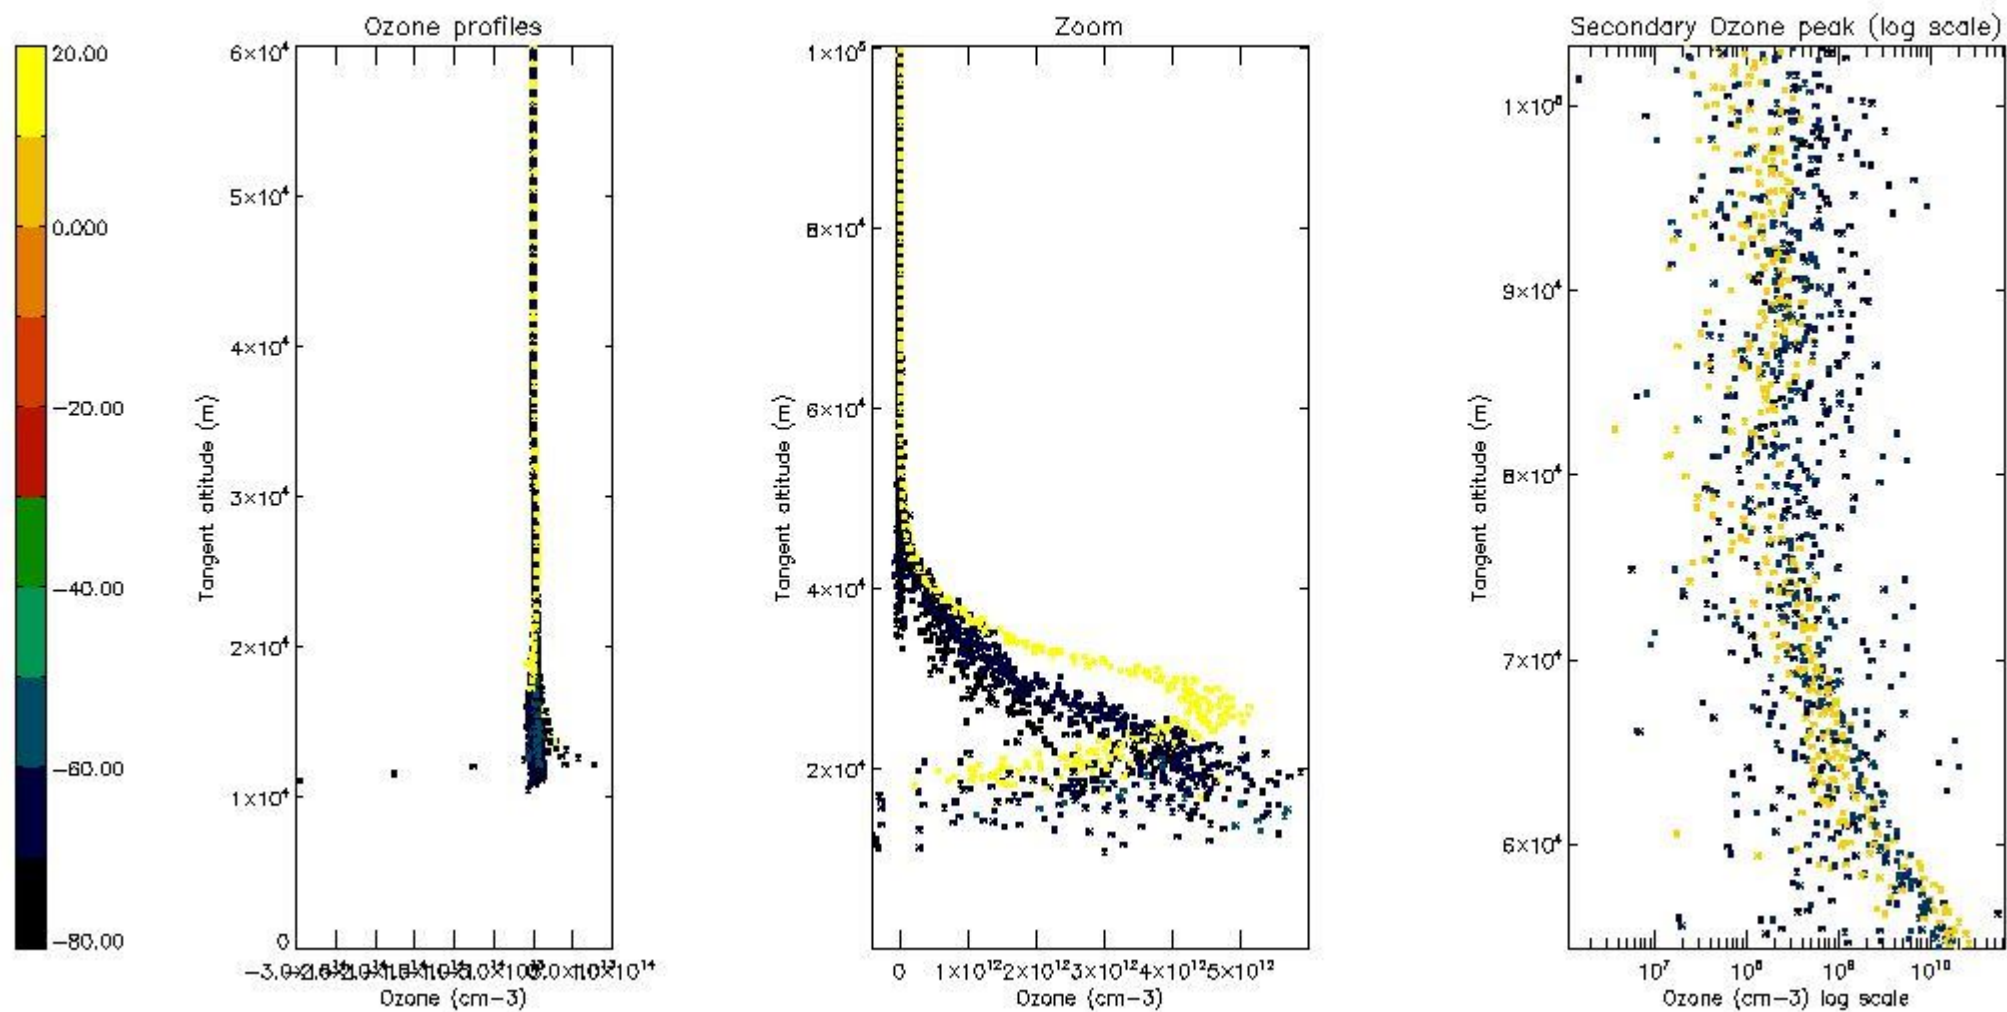 Ozone profiles
Zoom
Secondary Ozone peak (log scale)
20.00
0.000
−20.00
−40.00
−60.00
−80.00
6×10⁴
5×10⁴
4×10⁴
3×10⁴
2×10⁴
1×10⁴
0
Tangent altitude (m)
Ozone (cm−3)
1×10⁵
8×10⁴
6×10⁴
4×10⁴
2×10⁴
Tangent altitude (m)
0 1×10¹² 2×10¹² 3×10¹² 4×10¹² 5×10¹²
Ozone (cm−3)
1×10⁵
9×10⁴
8×10⁴
7×10⁴
6×10⁴
Tangent altitude (m)
10⁷ 10⁸ 10⁹ 10¹⁰
Ozone (cm−3) log scale